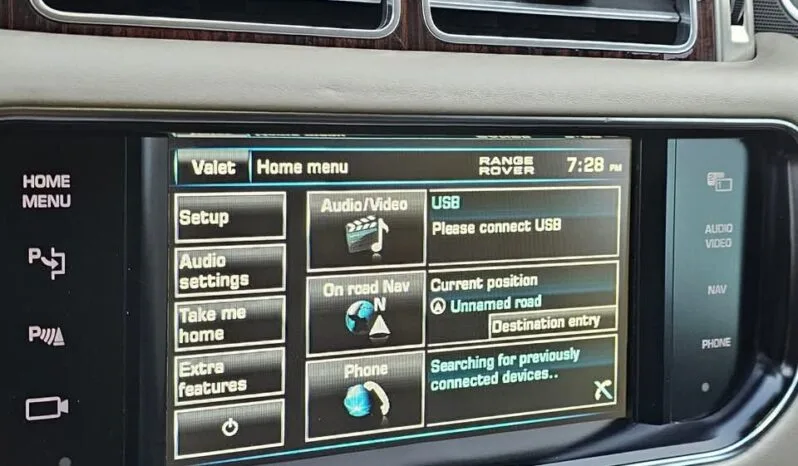 HOME
MENU
P
P
Valet
Home menu
RANGE
ROVER
7:28 PM
Setup
Audio
settings
Take me
home
Extra
features
Audio/Video
On road Nav
N
Phone
USB
Please connect USB
Current position
A Unnamed road
Destination entry
Searching for previously
connected devices..
AUDIO
VIDEO
NAV
PHONE